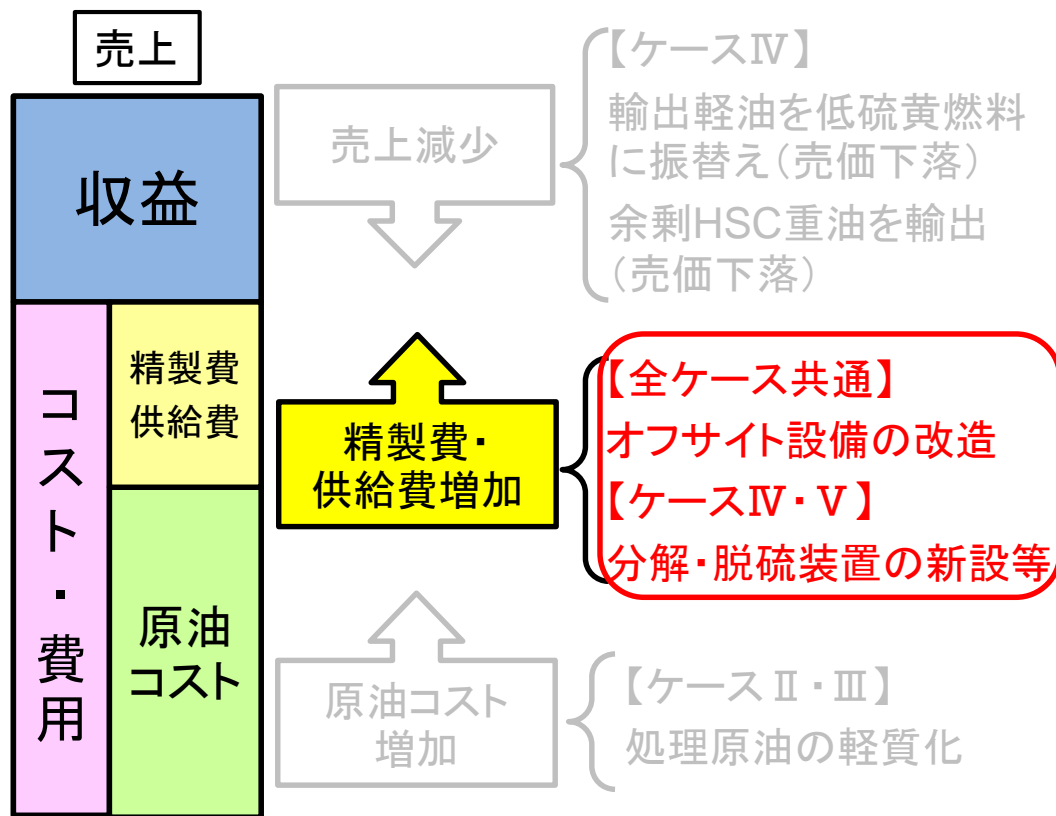 売上
収益
コスト・費用
精製費
供給費
原油
コスト
売上減少
【ケースⅣ】
輸出軽油を低硫黄燃料
に振替え(売価下落)
余剰HSC重油を輸出
(売価下落)
精製費・
供給費増加
【全ケース共通】
オフサイト設備の改造
【ケースⅣ・Ⅴ】
分解・脱硫装置の新設等
原油コスト
増加
【ケースⅡ・Ⅲ】
処理原油の軽質化